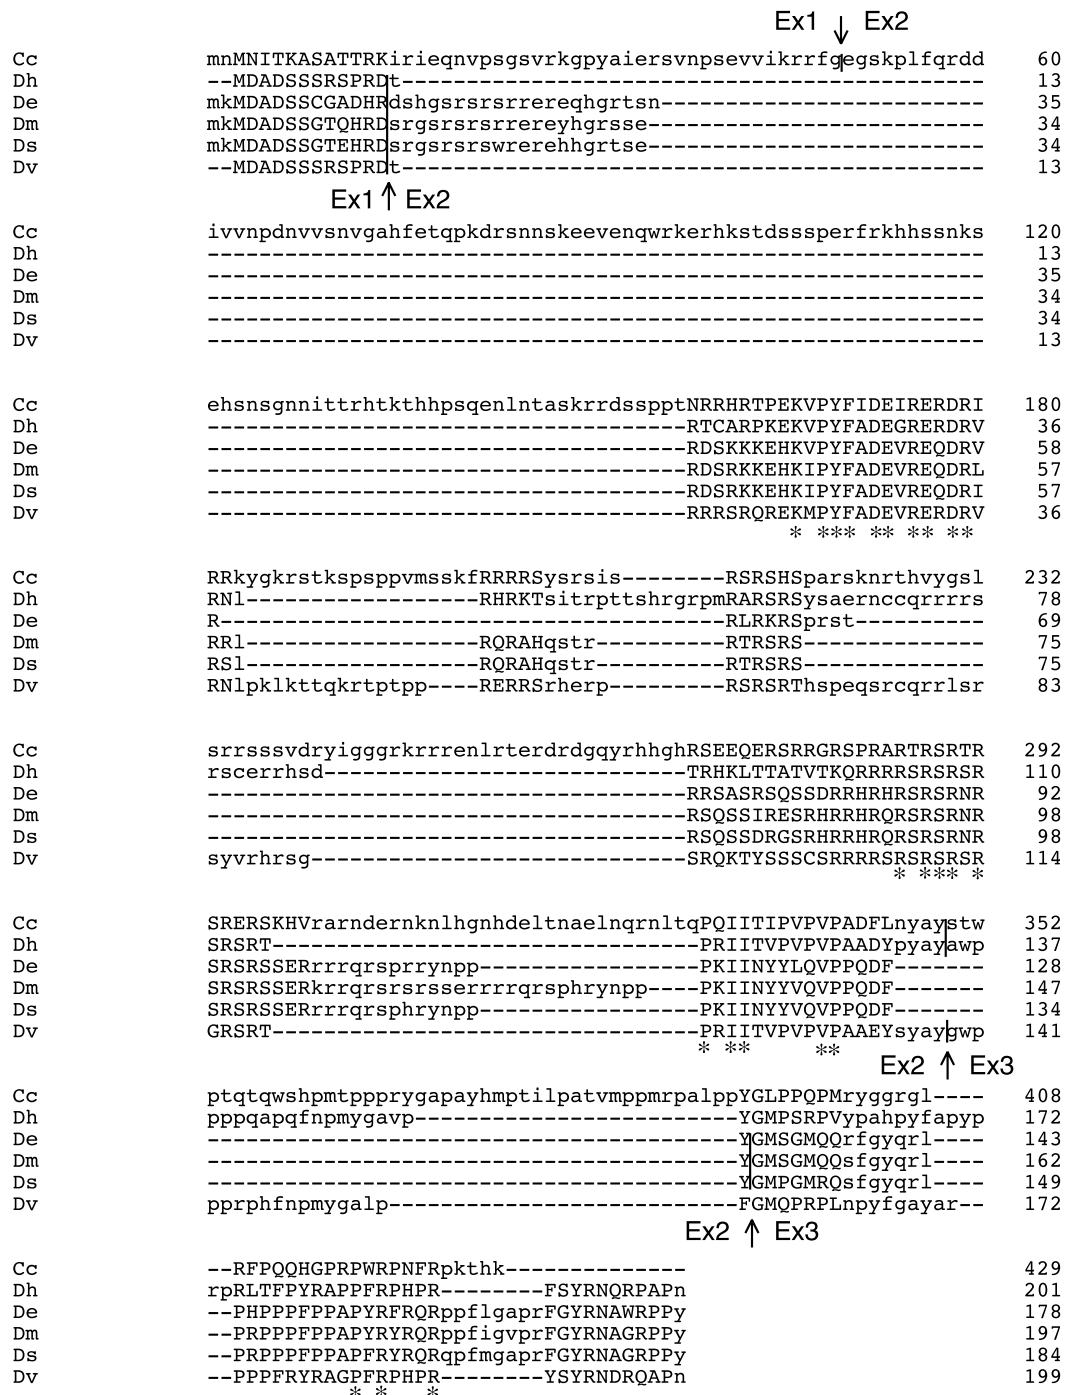 Ex1 ↓ Ex2
Cc mnMNITKASATTRKirieqnvpsgsvrkgpyaiersvnpsevvikrrfgegskplfqrdd 60
Dh --MDADSSSRSPRDt--------------------------------------------- 13
De mkMDADSSCGADHRdshgsrsrsrrereqhgrtsn------------------------- 35
Dm mkMDADSSGTQHRDsrgsrsrsrrereyhgrsse-------------------------- 34
Ds mkMDADSSGTEHRDsrgsrsrswrerehhgrtse-------------------------- 34
Dv --MDADSSSRSPRDt--------------------------------------------- 13
Ex1 ↑ Ex2
Cc ivvnpdnvvsnvgahfetqpkdrsnnskeevenqwrkerhkstdsssperfrkhhssnks 120
Dh ------------------------------------------------------------ 13
De ------------------------------------------------------------ 35
Dm ------------------------------------------------------------ 34
Ds ------------------------------------------------------------ 34
Dv ------------------------------------------------------------ 13
Cc ehsnsgnnittrhtkthhpsqenlntaskrrdsspptNRRHRTPEKVPYFIDEIRERDRI 180
Dh -------------------------------------RTCARPKEKVPYFADEGRERDRV 36
De -------------------------------------RDSKKKEHKVPYFADEVREQDRV 58
Dm -------------------------------------RDSRKKEHKIPYFADEVREQDRL 57
Ds -------------------------------------RDSRKKEHKIPYFADEVREQDRI 57
Dv -------------------------------------RRRSRQREKMPYFADEVRERDRV 36
* *** ** ** **
Cc RRkygkrstkspsppvmsskfRRRRSysrsis--------RSRSHSparsknrthvygsl 232
Dh RNl------------------RHRKTsitrpttshrgrpmRARSRSysaernccqrrrrs 78
De R---------------------------------------RLRKRSprst---------- 69
Dm RRl------------------RQRAHqstr----------RTRSRS-------------- 75
Ds RSl------------------RQRAHqstr----------RTRSRS-------------- 75
Dv RNlpklkttqkrtptpp----RERRSrherp---------RSRSRThspeqsrcqrrlsr 83
Cc srrsssvdryigggrkrrrenlrterdrdgqyrhhghRSEEQERSRRGRSPRARTRSRTR 292
Dh rscerrhsd----------------------------TRHKLTTATVTKQRRRRSRSRSR 110
De -------------------------------------RRSASRSQSSDRRHRHRSRSRNR 92
Dm -------------------------------------RSQSSIRESRHRRHRQRSRSRNR 98
Ds -------------------------------------RSQSSDRGSRHRRHRQRSRSRNR 98
Dv syvrhrsg-----------------------------SRQKTYSSSCSRRRRSRSRSRSR 114
* *** *
Cc SRERSKHVrarndernknlhgnhdeltnaelnqrnltqPQIITIPVPVPADFLnyaystw 352
Dh SRSRT---------------------------------PRIITVPVPVPAADYpyayawp 137
De SRSRSSERrrrqrsprrynpp-----------------PKIINYYLQVPPQDF------- 128
Dm SRSRSSERkrrqrsrsrsserrrrqrsphrynpp----PKIINYYVQVPPQDF------- 147
Ds SRSRSSERrrrqrsphrynpp-----------------PKIINYYVQVPPQDF------- 134
Dv GRSRT---------------------------------PRIITVPVPVPAAEYsyaygwp 141
* ** **
Ex2 ↑ Ex3
Cc ptqtqwshpmtppprygapayhmptilpatvmppmrpalppYGLPPQPMryggrgl---- 408
Dh pppqapqfnpmygavp-------------------------YGMPSRPVypahpyfapyp 172
De -----------------------------------------YGMSGMQQrfgyqrl---- 143
Dm -----------------------------------------YGMSGMQQsfgyqrl---- 162
Ds -----------------------------------------YGMPGMRQsfgyqrl---- 149
Dv pprphfnpmygalp---------------------------FGMQPRPLnpyfgayar-- 172
Ex2 ↑ Ex3
Cc --RFPQQHGPRPWRPNFRpkthk-------------- 429
Dh rpRLTFPYRAPPFRPHPR--------FSYRNQRPAPn 201
De --PHPPPFPPAPYRFRQRppflgaprFGYRNAWRPPy 178
Dm --PRPPPFPPAPYRYRQRppfigvprFGYRNAGRPPy 197
Ds --PRPPPFPPAPFRYRQRqpfmgaprFGYRNAGRPPy 184
Dv --PPPFRYRAGPFRPHPR--------YSYRNDRQAPn 199
* * *